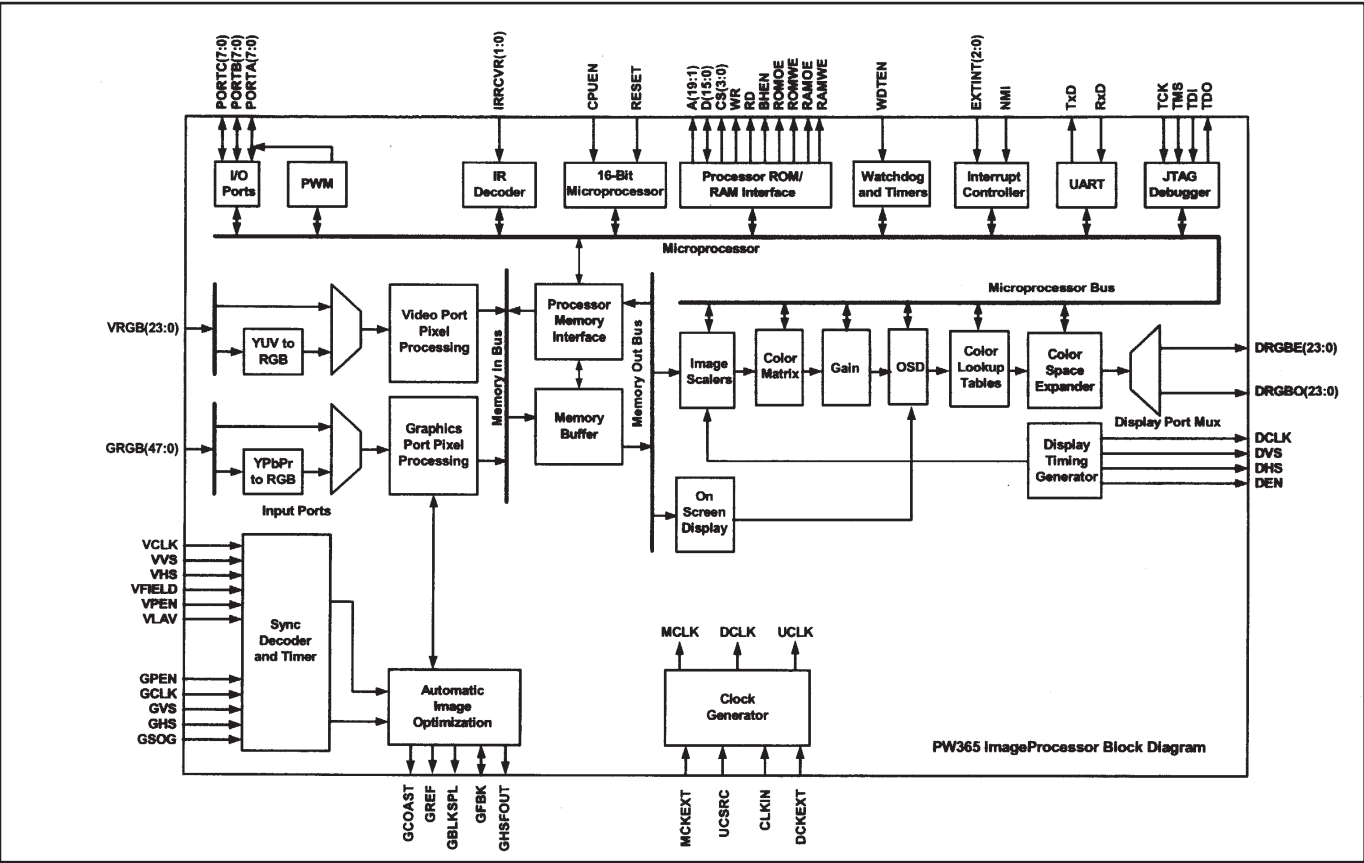 PORTC(7:0)
PORTB(7:0)
PORTA(7:0)
IRRCVR(1:0)
CPUEN
RESET
A(19:1)
D(15:0)
CS(3:0)
WR
RD
BHEN
ROMOE
ROMWE
RAMOE
RAMWE
WDTEN
EXTINT(2:0)
NMI
TxD
RxD
TCK
TMS
TDI
TDO
I/O
Ports
PWM
IR
Decoder
16-Bit
Microprocessor
Processor ROM/
RAM Interface
Watchdog
and Timers
Interrupt
Controller
UART
JTAG
Debugger
Microprocessor
Microprocessor Bus
VRGB(23:0)
YUV to
RGB
Video Port
Pixel
Processing
Memory In Bus
Processor
Memory
Interface
Memory Out Bus
Image
Scalers
Color
Matrix
Gain
OSD
Color
Lookup
Tables
Color
Space
Expander
DRGBE(23:0)
DRGBO(23:0)
Display Port Mux
GRGB(47:0)
YPbPr
to RGB
Graphics
Port Pixel
Processing
Memory
Buffer
Input Ports
On
Screen
Display
Display
Timing
Generator
DCLK
DVS
DHS
DEN
VCLK
VVS
VHS
VFIELD
VPEN
VLAV
GPEN
GCLK
GVS
GHS
GSOG
Sync
Decoder
and Timer
Automatic
Image
Optimization
GCOAST
GREF
GBLKSPL
GFBK
GHSFOUT
MCLK
DCLK
UCLK
Clock
Generator
MCKEXT
UCSRC
CLKIN
DCKEXT
PW365 ImageProcessor Block Diagram